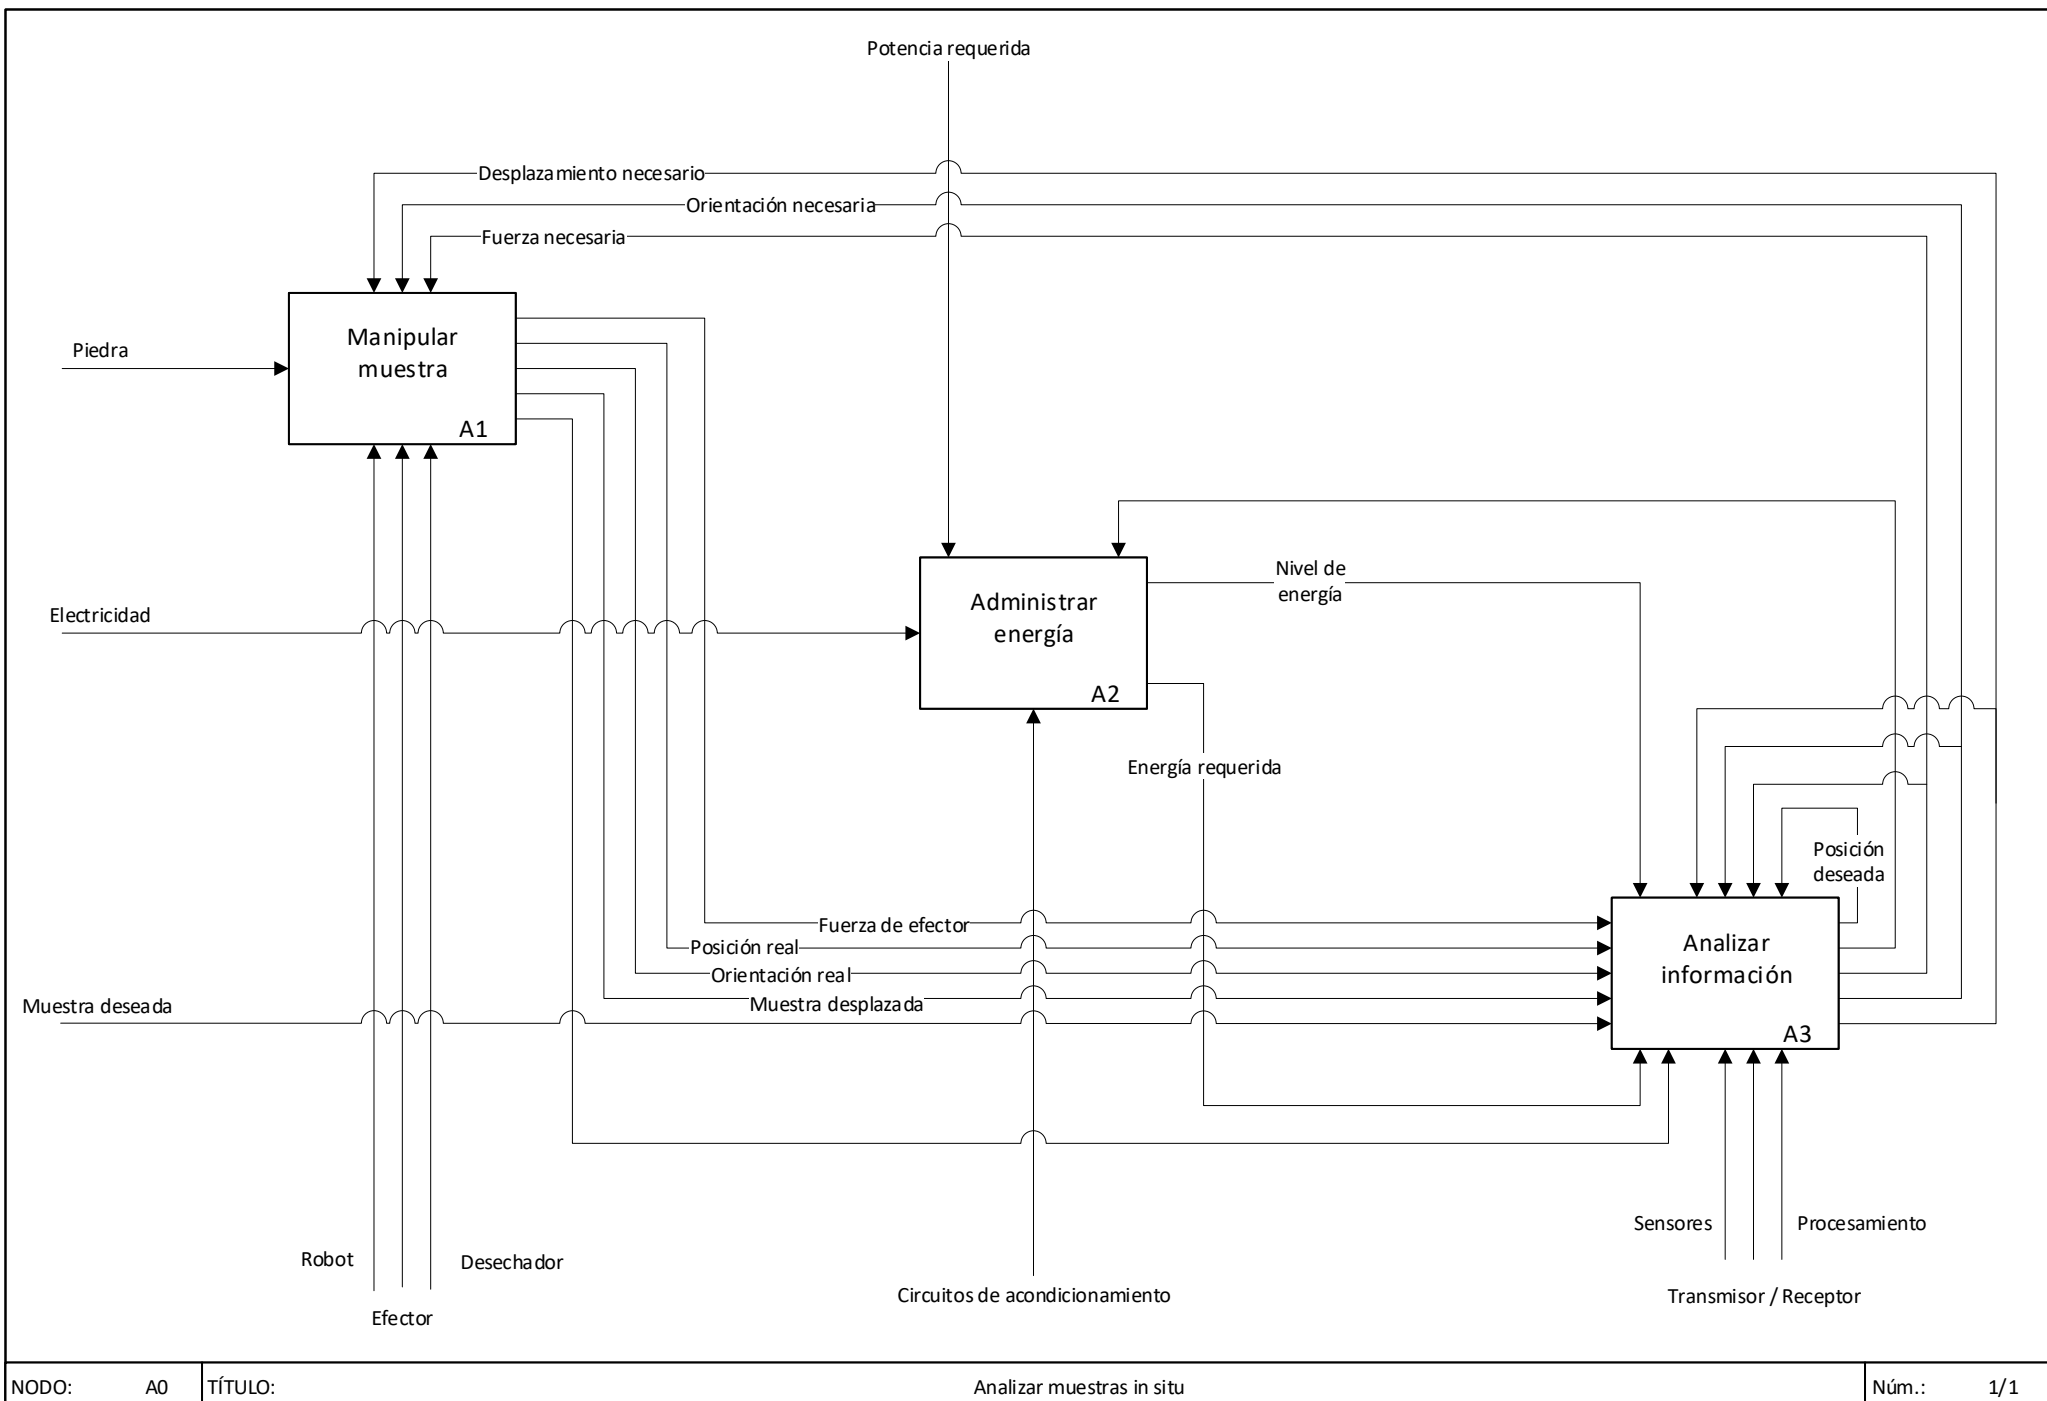 Potencia requerida
Desplazamiento necesario
Orientación necesaria
Fuerza necesaria
Manipular
muestra
A1
Piedra
Nivel de
energía
Administrar
energía
A2
Electricidad
Energía requerida
Posición
deseada
Fuerza de efector
Posición real
Orientación real
Muestra desplazada
Analizar
información
A3
Muestra deseada
Sensores
Procesamiento
Robot
Desechador
Efector
Circuitos de acondicionamiento
Transmisor / Receptor
NODO: A0 TÍTULO: Analizar muestras in situ Núm.: 1/1